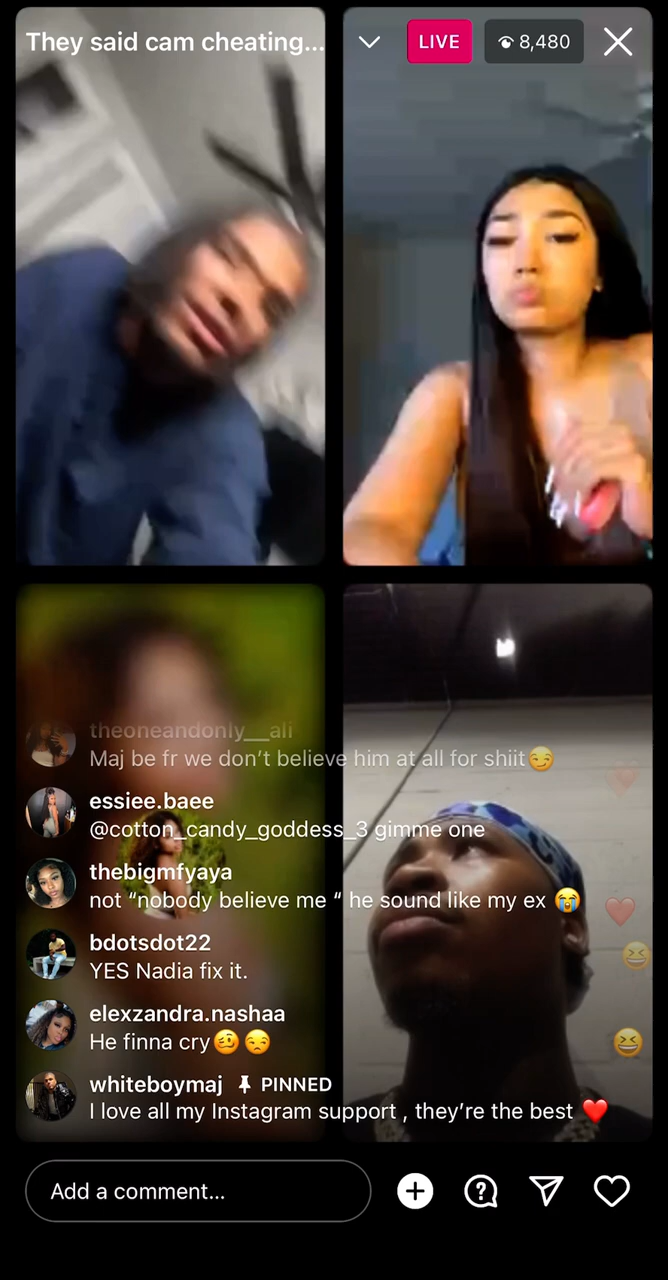 They said cam cheating...
LIVE
8,480
theoneandonly__ali
Maj be fr we don’t believe him at all for shiit😏
essiee.baee
@cotton_candy_goddess_3 gimme one
thebigmfyaya
not “nobody believe me “ he sound like my ex 😭
bdotsdot22
YES Nadia fix it.
elexzandra.nashaa
He finna cry🥴😒
whiteboymaj PINNED
I love all my Instagram support , they’re the best ❤️
Add a comment...